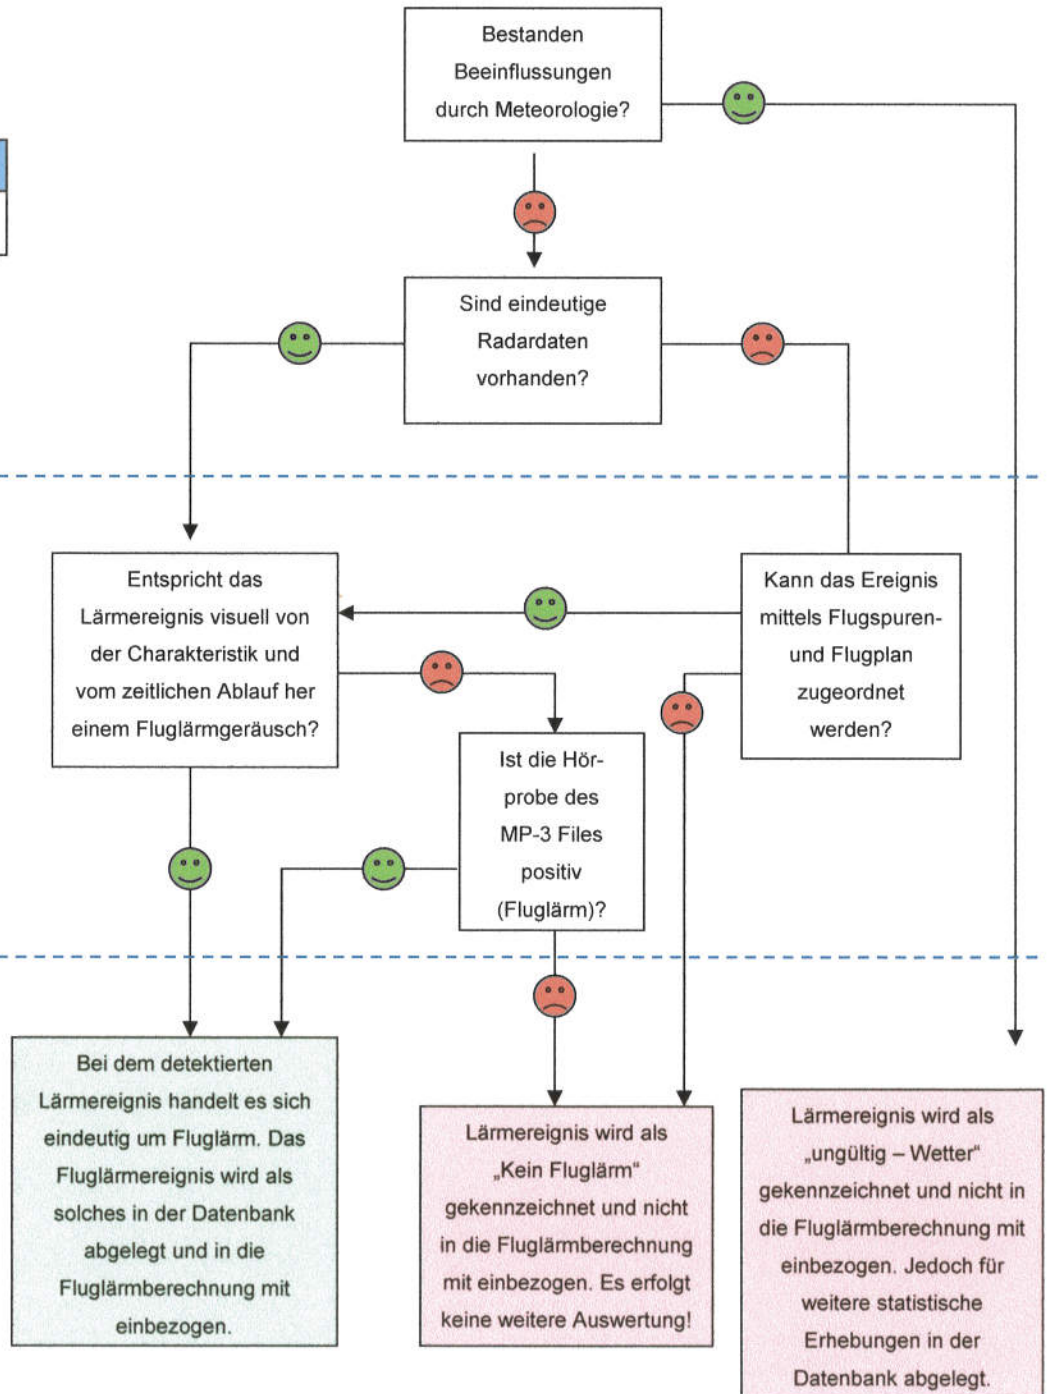 Bestanden
Beeinflussungen
durch Meteorologie?
Sind eindeutige
Radardaten
vorhanden?
Entspricht das
Lärmereignis visuell von
der Charakteristik und
vom zeitlichen Ablauf her
einem Fluglärmgeräusch?
Kann das Ereignis
mittels Flugspuren-
und Flugplan
zugeordnet
werden?
Ist die Hör-
probe des
MP-3 Files
positiv
(Fluglärm)?
Bei dem detektierten
Lärmereignis handelt es sich
eindeutig um Fluglärm. Das
Fluglärmereignis wird als
solches in der Datenbank
abgelegt und in die
Fluglärmberechnung mit
einbezogen.
Lärmereignis wird als
„Kein Fluglärm“
gekennzeichnet und nicht
in die Fluglärmberechnung
mit einbezogen. Es erfolgt
keine weitere Auswertung!
Lärmereignis wird als
„ungültig – Wetter“
gekennzeichnet und nicht in
die Fluglärmberechnung mit
einbezogen. Jedoch für
weitere statistische
Erhebungen in der
Datenbank abgelegt.